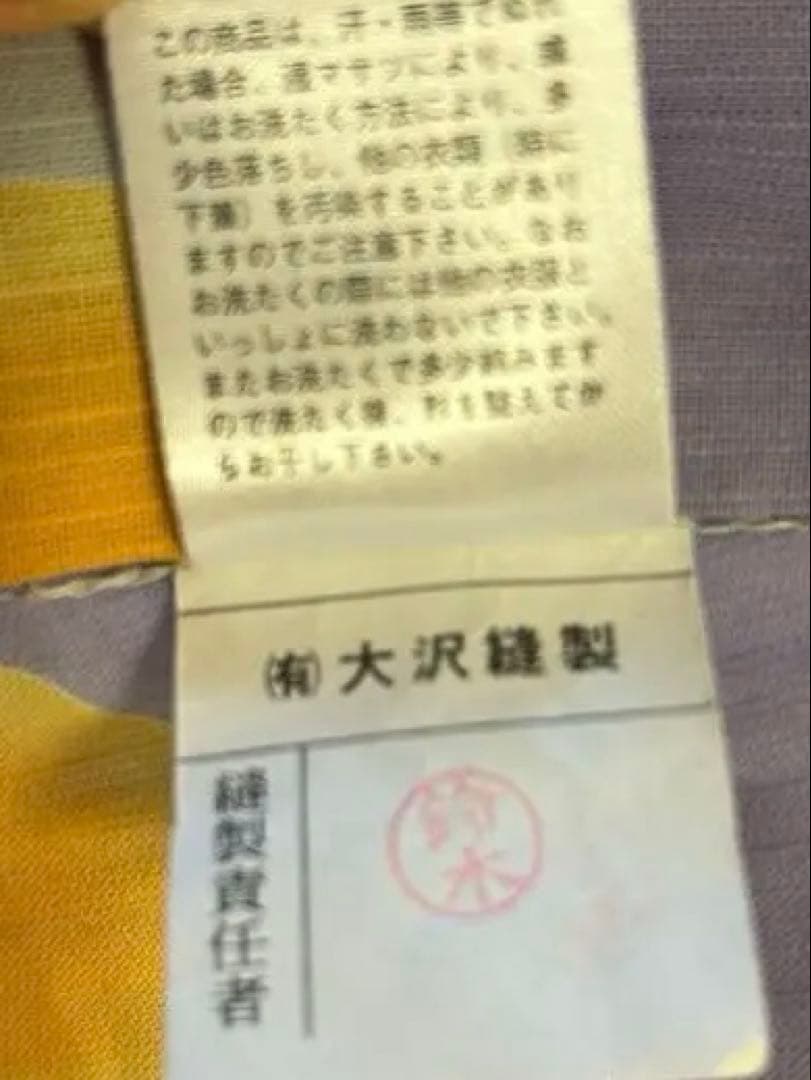 この商品は、汗・雨等でぬれ
た場合、過マサツにより、或
いはお洗たく方法により、多
少色落ちし、他の衣類(特に
下着)を汚染することがあり
ますのでご注意下さい。なお
お洗たくの際には他の衣服と
いっしょに洗わないで下さい。
またお洗たくで多少縮みます
ので洗たく後、形を整えてか
らお干し下さい。
㈲大沢縫製
縫製責任者
鈴木